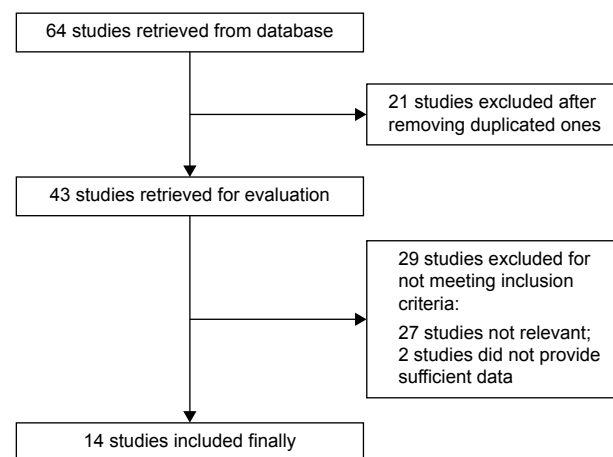 64 studies retrieved from database
21 studies excluded after
removing duplicated ones
43 studies retrieved for evaluation
29 studies excluded for
not meeting inclusion
criteria:
27 studies not relevant;
2 studies did not provide
sufficient data
14 studies included finally